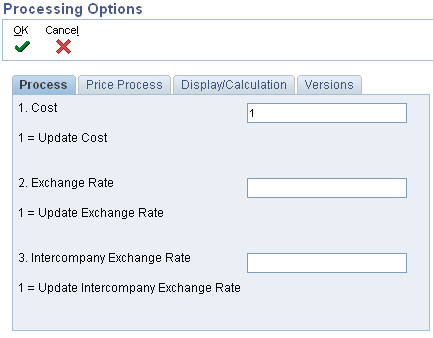 Processing Options
OK Cancel
Process Price Process Display/Calculation Versions
1. Cost 1
1 = Update Cost
2. Exchange Rate
1 = Update Exchange Rate
3. Intercompany Exchange Rate
1 = Update Intercompany Exchange Rate